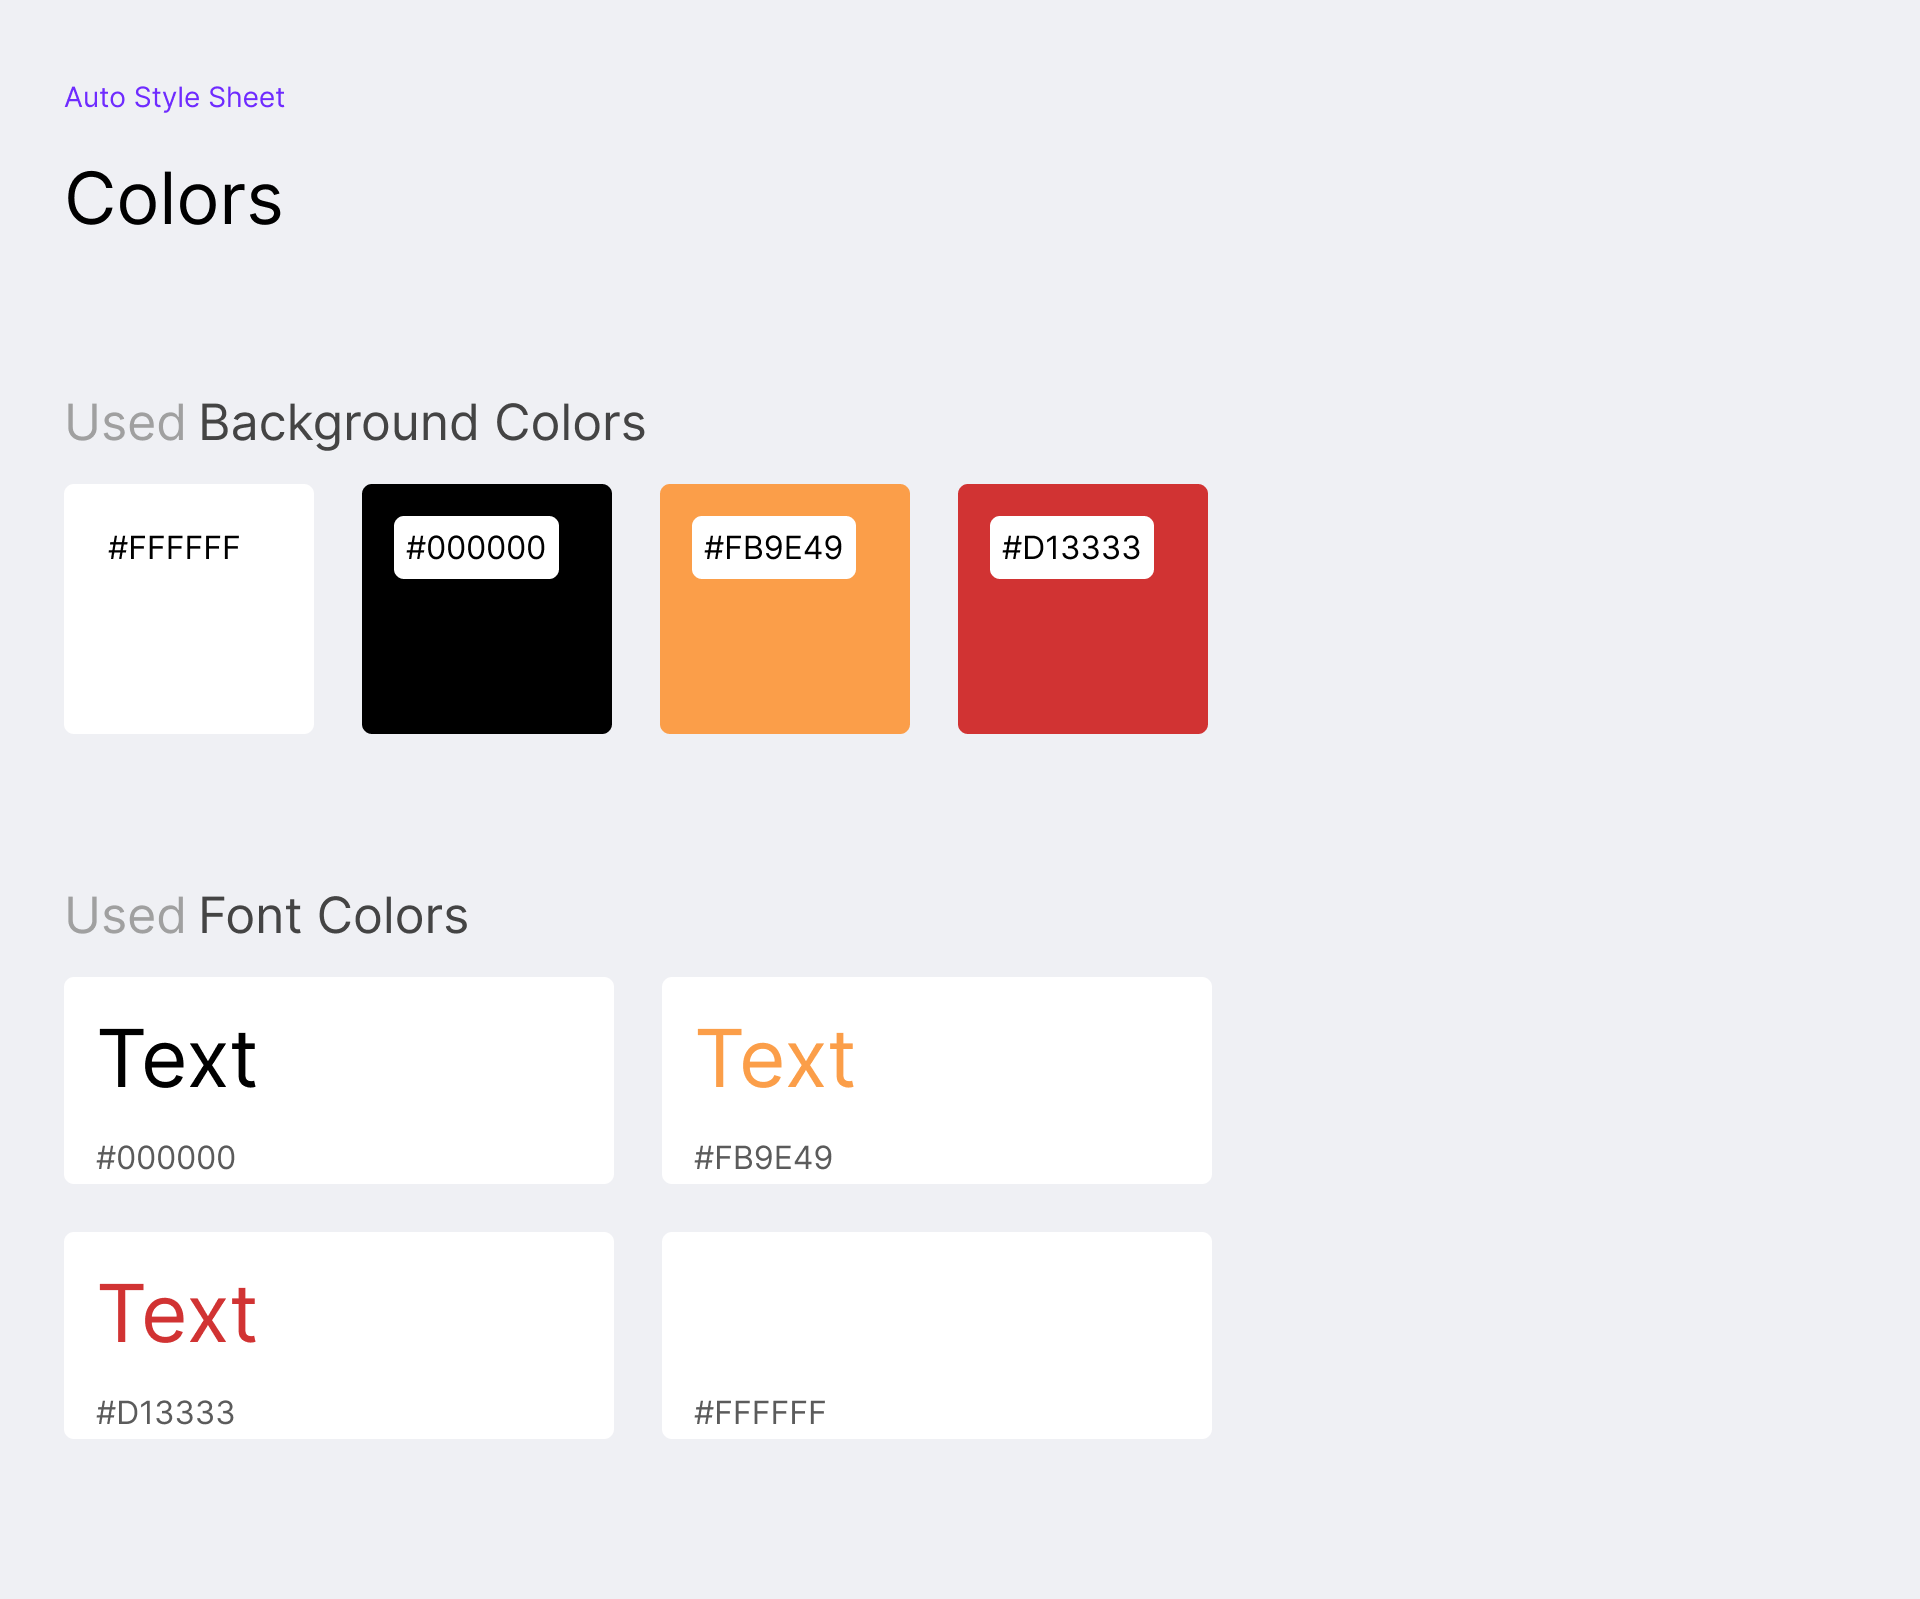 Auto Style Sheet
Colors
Used Background Colors
#FFFFFF
#000000
#FB9E49
#D13333
Used Font Colors
Text
#000000
Text
#FB9E49
Text
#D13333
#FFFFFF